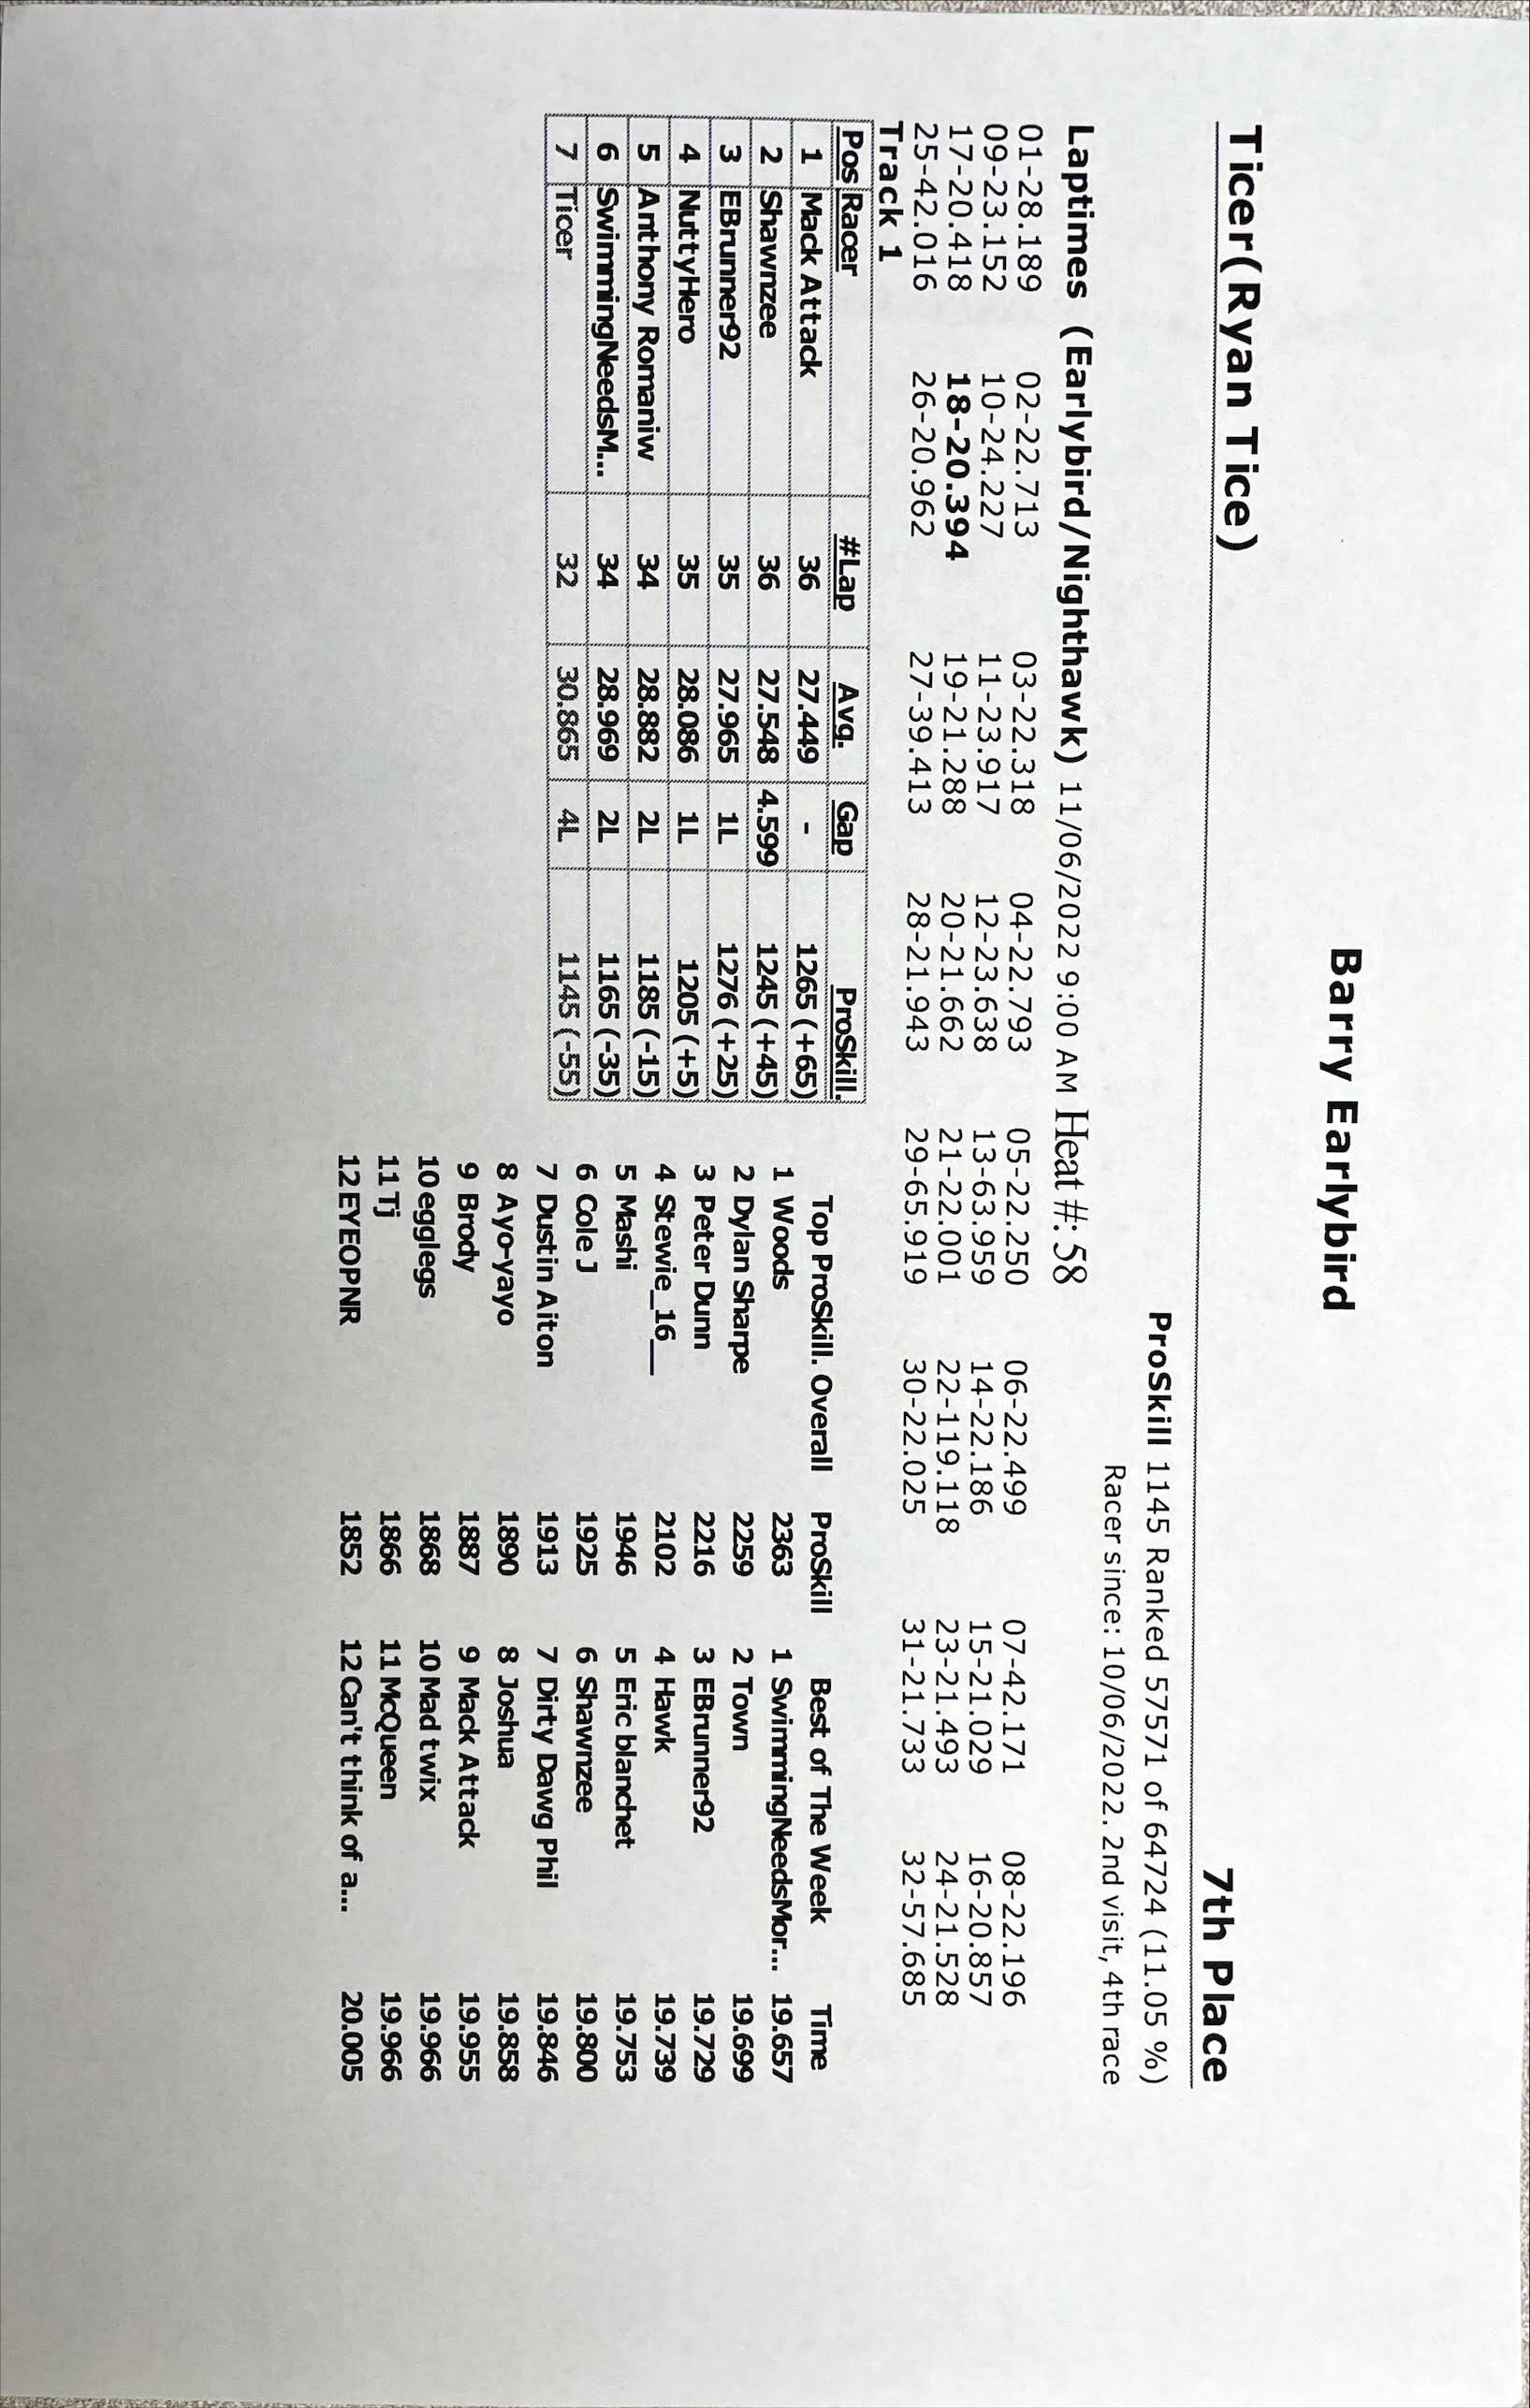 Barry Earlybird
Ticer(Ryan Tice) 7th Place
ProSkill 1145 Ranked 57571 of 64724 (11.05 %)
Racer since: 10/06/2022. 2nd visit, 4th race
Laptimes (Earlybird/Nighthawk) 11/06/2022 9:00 AM Heat #: 58
01-28.189 02-22.713 03-22.318 04-22.793 05-22.250 06-22.499 07-42.171 08-22.196
09-23.152 10-24.227 11-23.917 12-23.638 13-63.959 14-22.186 15-21.029 16-20.857
17-20.418 18-20.394 19-21.288 20-21.662 21-22.001 22-119.118 23-21.493 24-21.528
25-42.016 26-20.962 27-39.413 28-21.943 29-65.919 30-22.025 31-21.733 32-57.685
Track 1
Pos Racer #Lap Avg. Gap ProSkill.
1 Mack Attack 36 27.449 - 1265 (+65)
2 Shawnzee 36 27.548 4.599 1245 (+45)
3 EBrunner92 35 27.965 1L 1276 (+25)
4 NuttyHero 35 28.086 1L 1205 (+5)
5 Anthony Romaniw 34 28.882 2L 1185 (-15)
6 SwimmingNeedsM... 34 28.969 2L 1165 (-35)
7 Ticer 32 30.865 4L 1145 (-55)
Top ProSkill. Overall ProSkill
1 Woods 2363
2 Dylan Sharpe 2259
3 Peter Dunn 2216
4 Stewie_16__ 2102
5 Mashi 1946
6 Cole J 1925
7 Dustin Aiton 1913
8 Ayo-yayo 1890
9 Brody 1887
10 egglegs 1868
11 Tj 1866
12 EYEOPNR 1852
Best of The Week Time
1 SwimmingNeedsMor... 19.657
2 Town 19.699
3 EBrunner92 19.729
4 Hawk 19.739
5 Eric blanchet 19.753
6 Shawnzee 19.800
7 Dirty Dawg Phil 19.846
8 Joshua 19.858
9 Mack Attack 19.955
10 Mad twix 19.966
11 McQueen 19.966
12 Can't think of a... 20.005